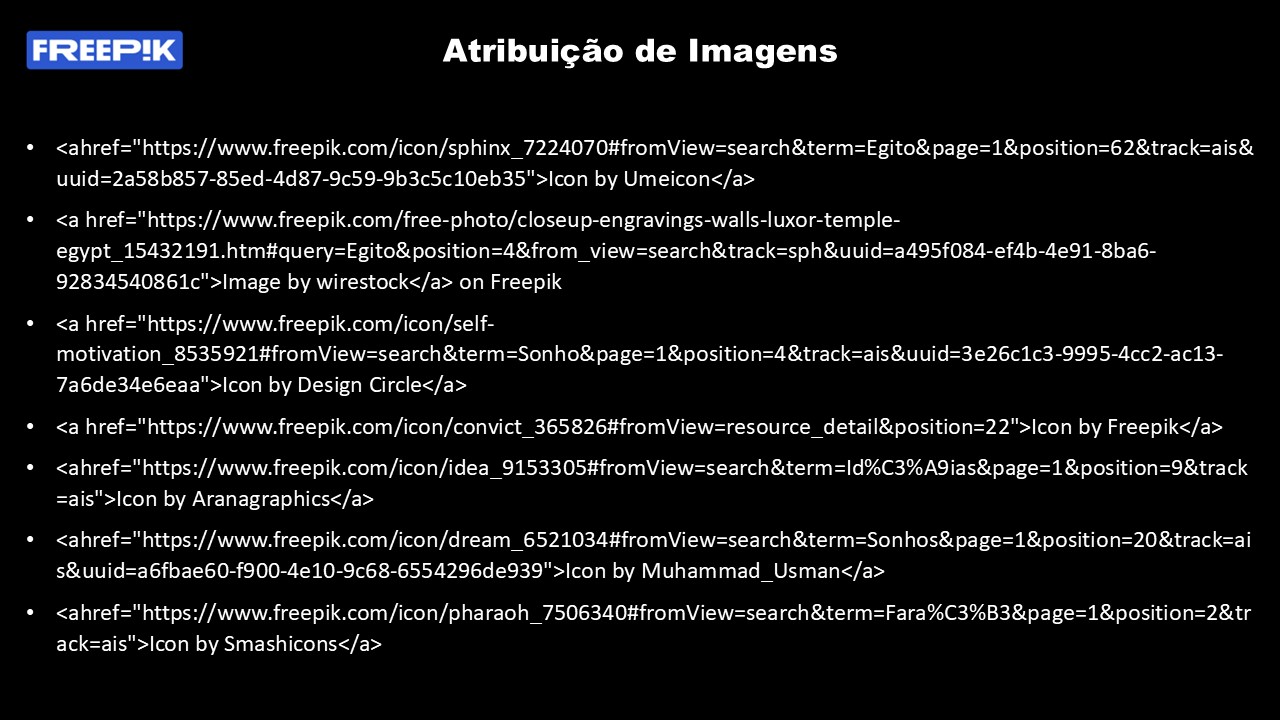 FREEP!K
Atribuição de Imagens
• <ahref="https://www.freepik.com/icon/sphinx_7224070#fromView=search&term=Egito&page=1&position=62&track=ais&
uuid=2a58b857-85ed-4d87-9c59-9b3c5c10eb35">Icon by Umeicon</a>
• <a href="https://www.freepik.com/free-photo/closeup-engravings-walls-luxor-temple-
egypt_15432191.htm#query=Egito&position=4&from_view=search&track=sph&uuid=a495f084-ef4b-4e91-8ba6-
92834540861c">Image by wirestock</a> on Freepik
• <a href="https://www.freepik.com/icon/self-
motivation_8535921#fromView=search&term=Sonho&page=1&position=4&track=ais&uuid=3e26c1c3-9995-4cc2-ac13-
7a6de34e6eaa">Icon by Design Circle</a>
• <a href="https://www.freepik.com/icon/convict_365826#fromView=resource_detail&position=22">Icon by Freepik</a>
• <ahref="https://www.freepik.com/icon/idea_9153305#fromView=search&term=Id%C3%A9ias&page=1&position=9&track
=ais">Icon by Aranagraphics</a>
• <ahref="https://www.freepik.com/icon/dream_6521034#fromView=search&term=Sonhos&page=1&position=20&track=ai
s&uuid=a6fbae60-f900-4e10-9c68-6554296de939">Icon by Muhammad_Usman</a>
• <ahref="https://www.freepik.com/icon/pharaoh_7506340#fromView=search&term=Fara%C3%B3&page=1&position=2&tr
ack=ais">Icon by Smashicons</a>